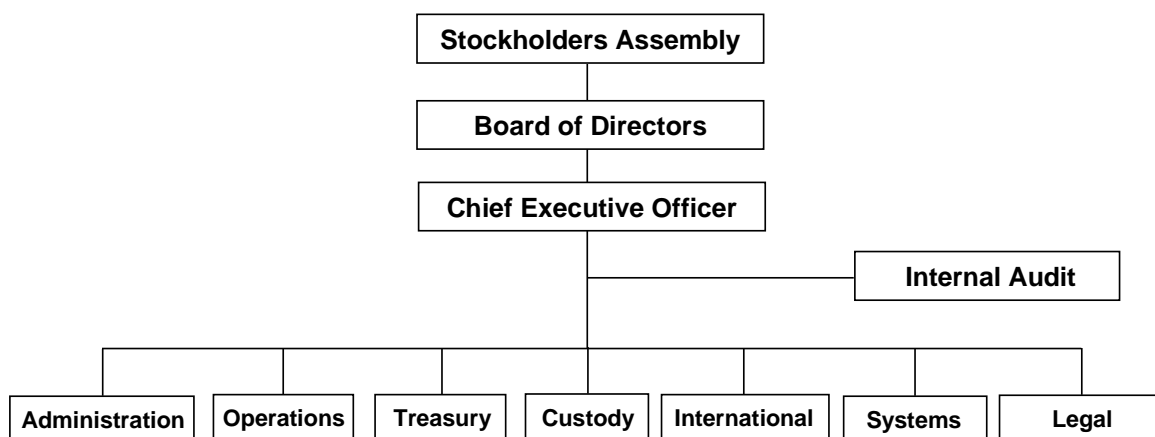 Stockholders Assembly
Board of Directors
Chief Executive Officer
Internal Audit
Administration
Operations
Treasury
Custody
International
Systems
Legal